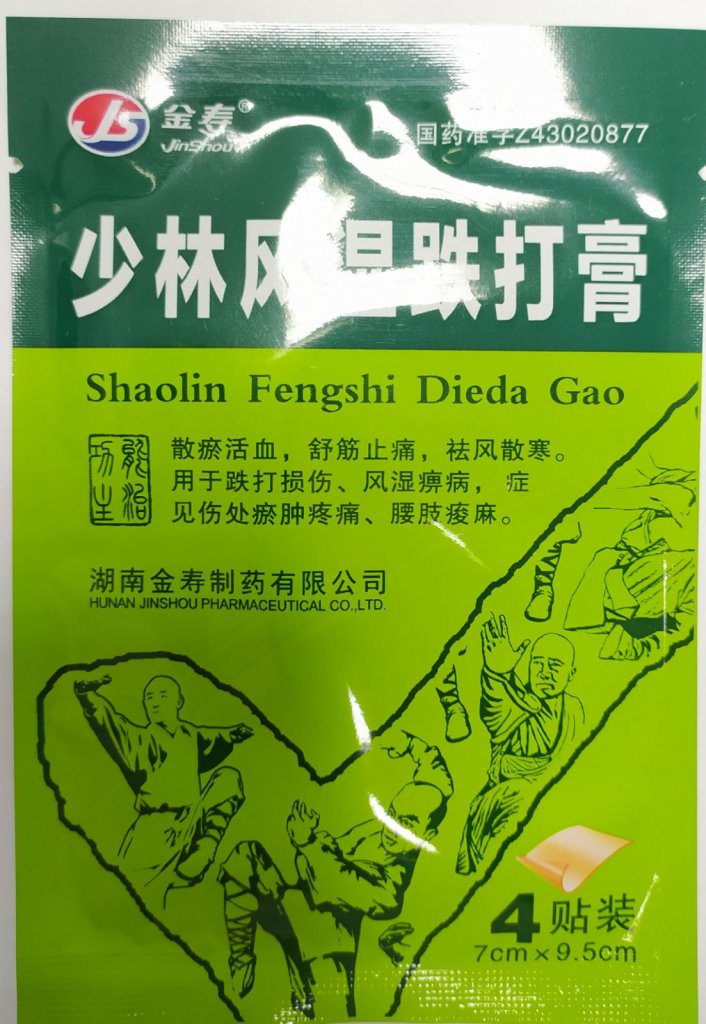 JS 金寿®
JinShou
国药准字Z43020877
少林风湿跌打膏
Shaolin Fengshi Dieda Gao
功能主治
散瘀活血，舒筋止痛，祛风散寒。
用于跌打损伤、风湿痹病，症
见伤处瘀肿疼痛、腰肢痠麻。
湖南金寿制药有限公司
HUNAN JINSHOU PHARMACEUTICAL CO.,LTD.
4贴装
7cm×9.5cm